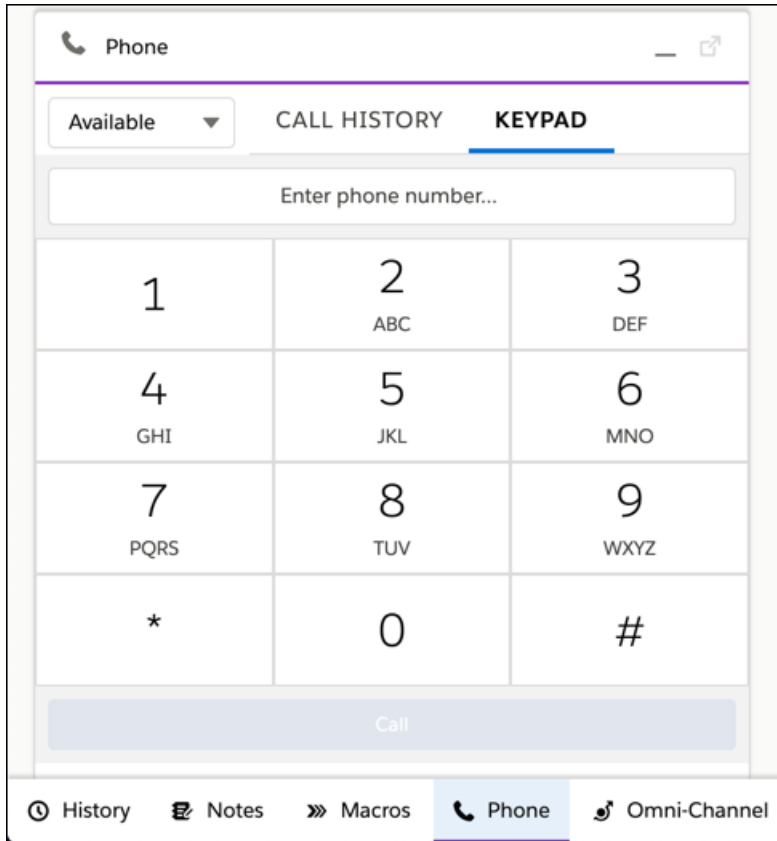 Phone
Available CALL HISTORY KEYPAD
Enter phone number...
1 2 3
ABC DEF
4 5 6
GHI JKL MNO
7 8 9
PQRS TUV WXYZ
* 0 #
Call
History Notes Macros Phone Omni-Channel